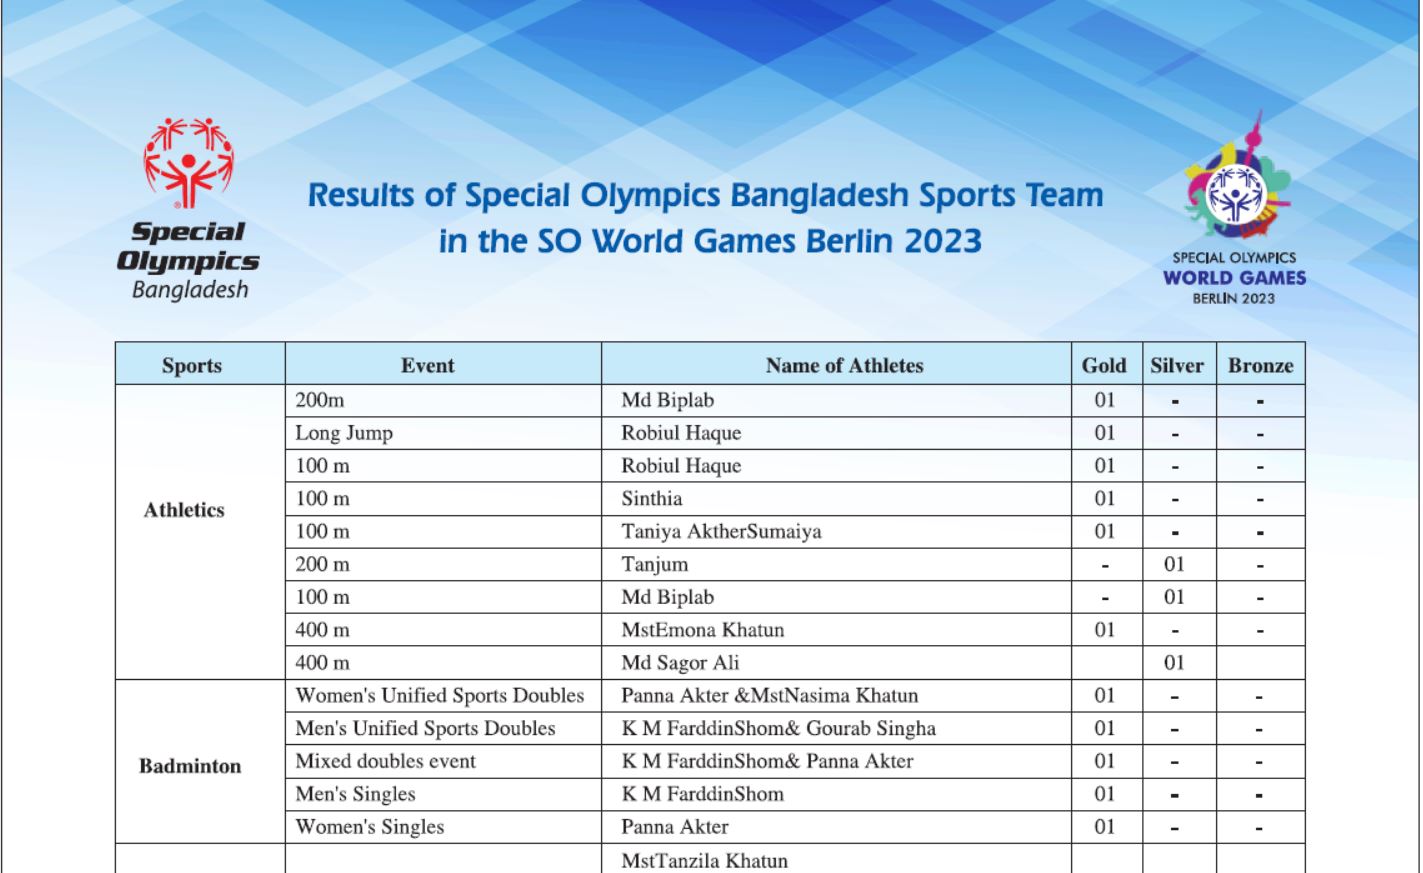 Special
Olympics
Bangladesh
Results of Special Olympics Bangladesh Sports Team
in the SO World Games Berlin 2023
SPECIAL OLYMPICS
WORLD GAMES
BERLIN 2023
Sports Event Name of Athletes Gold Silver Bronze
Athletics
200m Md Biplab 01 - -
Long Jump Robiul Haque 01 - -
100 m Robiul Haque 01 - -
100 m Sinthia 01 - -
100 m Taniya AktherSumaiya 01 - -
200 m Tanjum - 01 -
100 m Md Biplab - 01 -
400 m MstEmona Khatun 01 - -
400 m Md Sagor Ali 01
Badminton
Women's Unified Sports Doubles Panna Akter &MstNasima Khatun 01 - -
Men's Unified Sports Doubles K M FarddinShom& Gourab Singha 01 - -
Mixed doubles event K M FarddinShom& Panna Akter 01 - -
Men's Singles K M FarddinShom 01 - -
Women's Singles Panna Akter 01 - -
MstTanzila Khatun